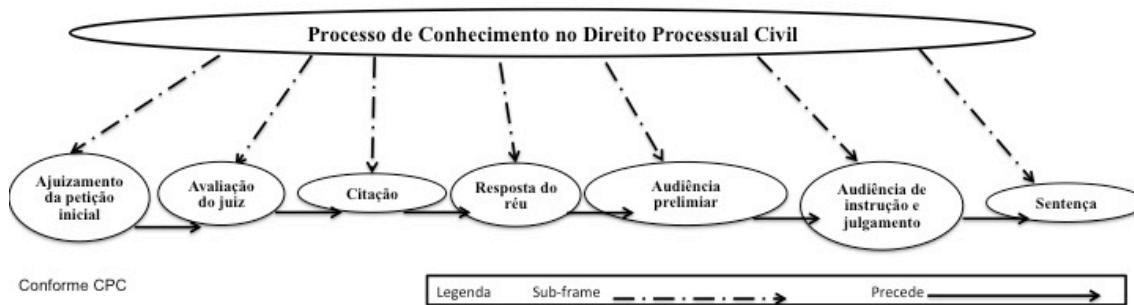 Processo de Conhecimento no Direito Processual Civil
Ajuizamento
da petição
inicial
Avaliação
do juiz
Citação
Resposta do
réu
Audiência
prelimiar
Audiência de
instrução e
julgamento
Sentença
Conforme CPC
Legenda Sub-frame Precede